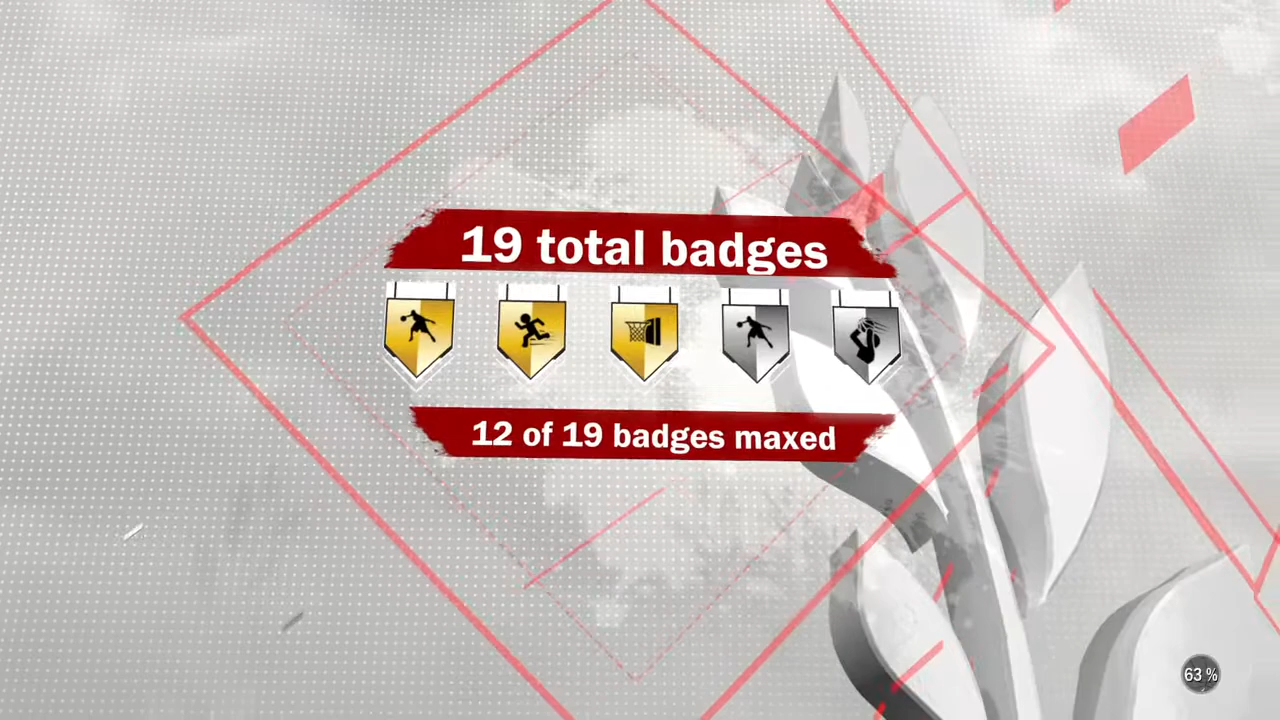 19 total badges
12 of 19 badges maxed
63 %